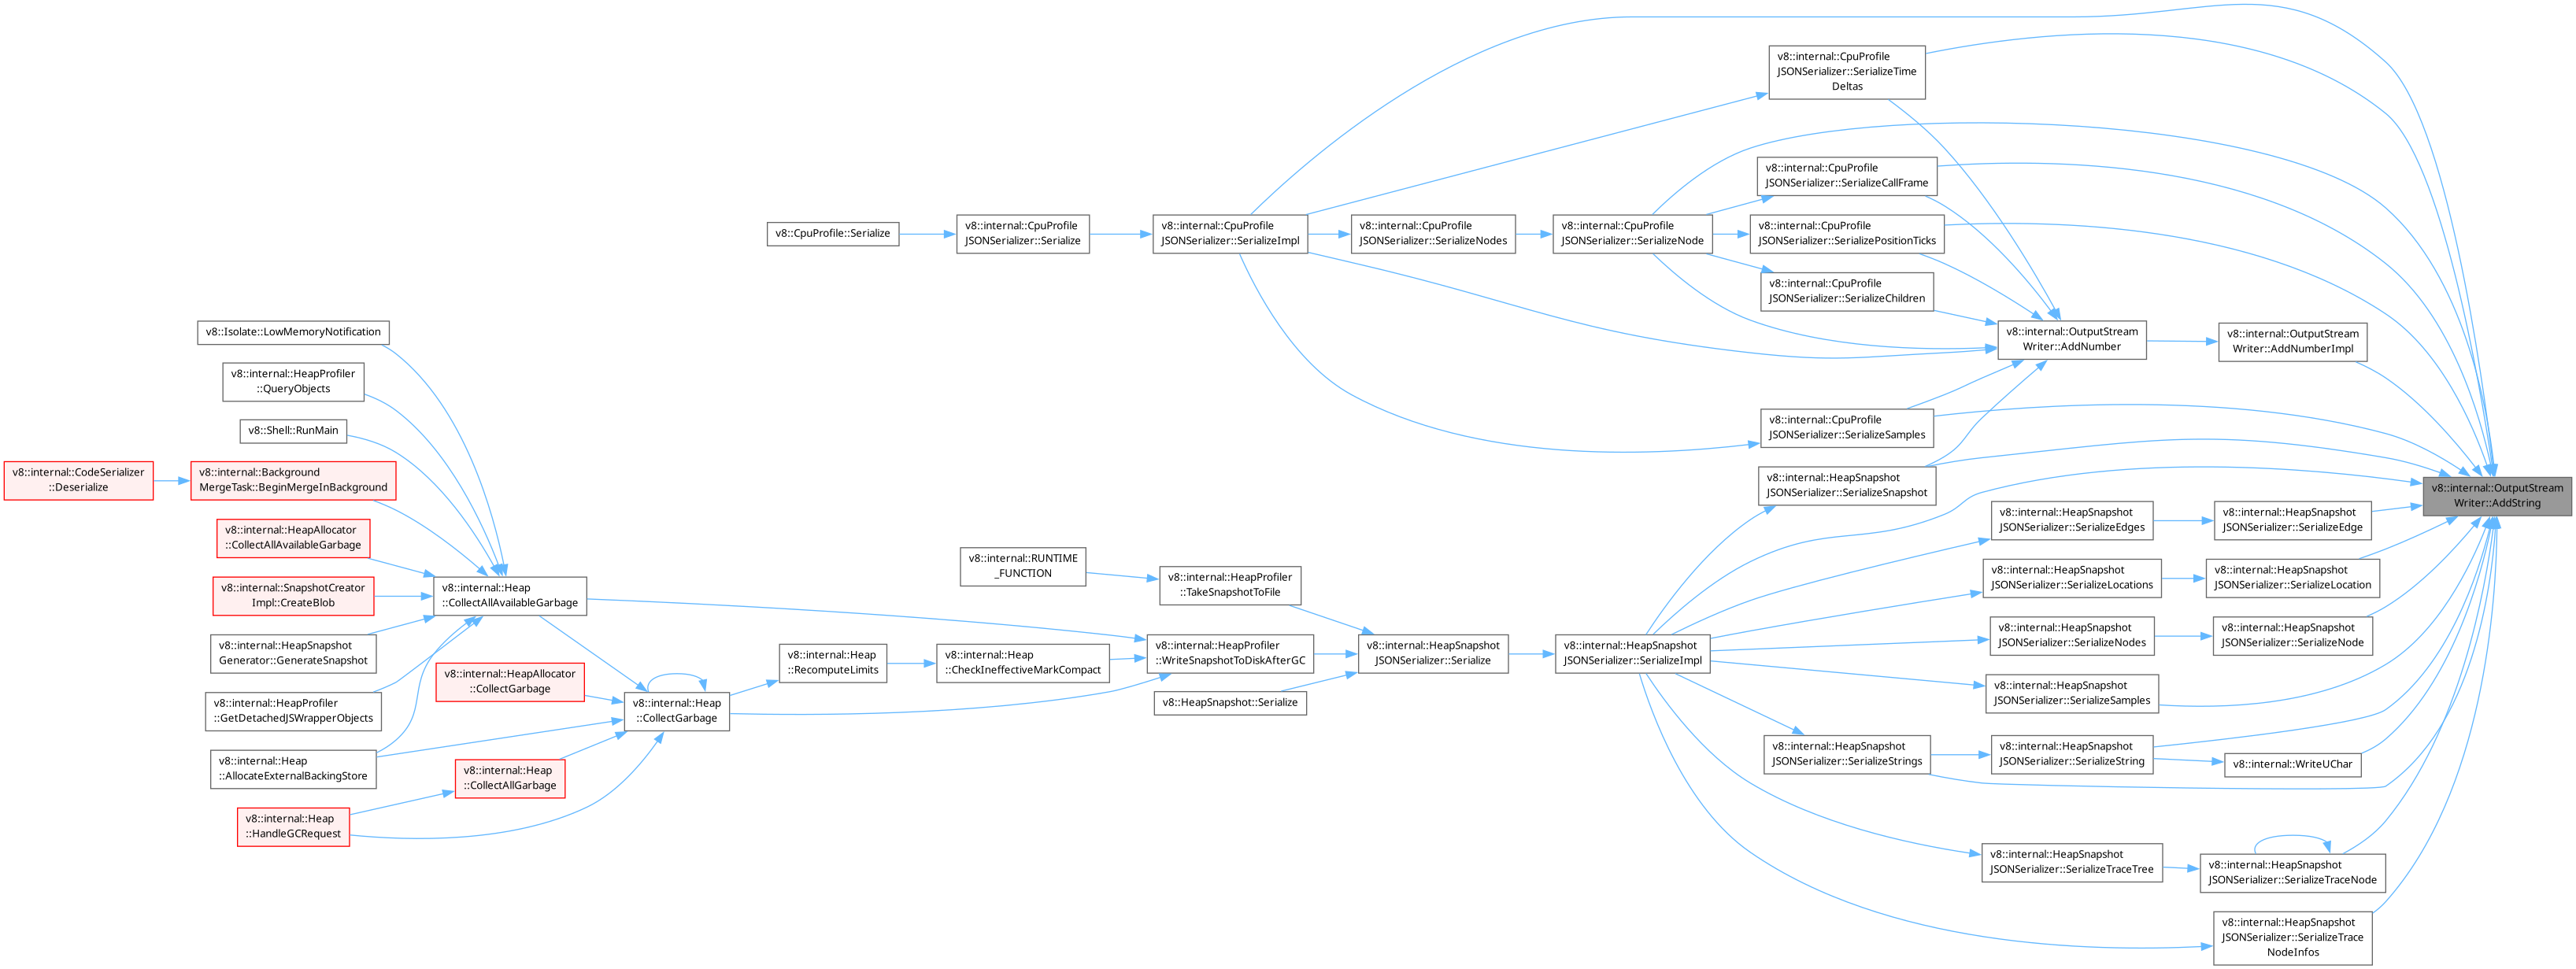 v8::internal::CpuProfile
JSONSerializer::SerializeTime
Deltas
v8::internal::CpuProfile
JSONSerializer::SerializeCallFrame
v8::CpuProfile::Serialize
v8::internal::CpuProfile
JSONSerializer::Serialize
v8::internal::CpuProfile
JSONSerializer::SerializeImpl
v8::internal::CpuProfile
JSONSerializer::SerializeNodes
v8::internal::CpuProfile
JSONSerializer::SerializeNode
v8::internal::CpuProfile
JSONSerializer::SerializePositionTicks
v8::internal::CpuProfile
JSONSerializer::SerializeChildren
v8::Isolate::LowMemoryNotification
v8::internal::OutputStream
Writer::AddNumber
v8::internal::OutputStream
Writer::AddNumberImpl
v8::internal::HeapProfiler
::QueryObjects
v8::Shell::RunMain
v8::internal::CpuProfile
JSONSerializer::SerializeSamples
v8::internal::CodeSerializer
::Deserialize
v8::internal::Background
MergeTask::BeginMergeInBackground
v8::internal::HeapSnapshot
JSONSerializer::SerializeSnapshot
v8::internal::OutputStream
Writer::AddString
v8::internal::HeapAllocator
::CollectAllAvailableGarbage
v8::internal::HeapSnapshot
JSONSerializer::SerializeEdges
v8::internal::HeapSnapshot
JSONSerializer::SerializeEdge
v8::internal::RUNTIME
_FUNCTION
v8::internal::HeapProfiler
::TakeSnapshotToFile
v8::internal::HeapSnapshot
JSONSerializer::SerializeLocations
v8::internal::HeapSnapshot
JSONSerializer::SerializeLocation
v8::internal::SnapshotCreator
Impl::CreateBlob
v8::internal::Heap
::CollectAllAvailableGarbage
v8::internal::HeapSnapshot
Generator::GenerateSnapshot
v8::internal::Heap
::RecomputeLimits
v8::internal::Heap
::CheckIneffectiveMarkCompact
v8::internal::HeapProfiler
::WriteSnapshotToDiskAfterGC
v8::internal::HeapSnapshot
JSONSerializer::Serialize
v8::internal::HeapSnapshot
JSONSerializer::SerializeImpl
v8::internal::HeapSnapshot
JSONSerializer::SerializeNodes
v8::internal::HeapSnapshot
JSONSerializer::SerializeNode
v8::internal::HeapAllocator
::CollectGarbage
v8::HeapSnapshot::Serialize
v8::internal::HeapSnapshot
JSONSerializer::SerializeSamples
v8::internal::HeapProfiler
::GetDetachedJSWrapperObjects
v8::internal::Heap
::CollectGarbage
v8::internal::Heap
::AllocateExternalBackingStore
v8::internal::HeapSnapshot
JSONSerializer::SerializeStrings
v8::internal::HeapSnapshot
JSONSerializer::SerializeString
v8::internal::WriteUChar
v8::internal::Heap
::CollectAllGarbage
v8::internal::Heap
::HandleGCRequest
v8::internal::HeapSnapshot
JSONSerializer::SerializeTraceTree
v8::internal::HeapSnapshot
JSONSerializer::SerializeTraceNode
v8::internal::HeapSnapshot
JSONSerializer::SerializeTrace
NodeInfos